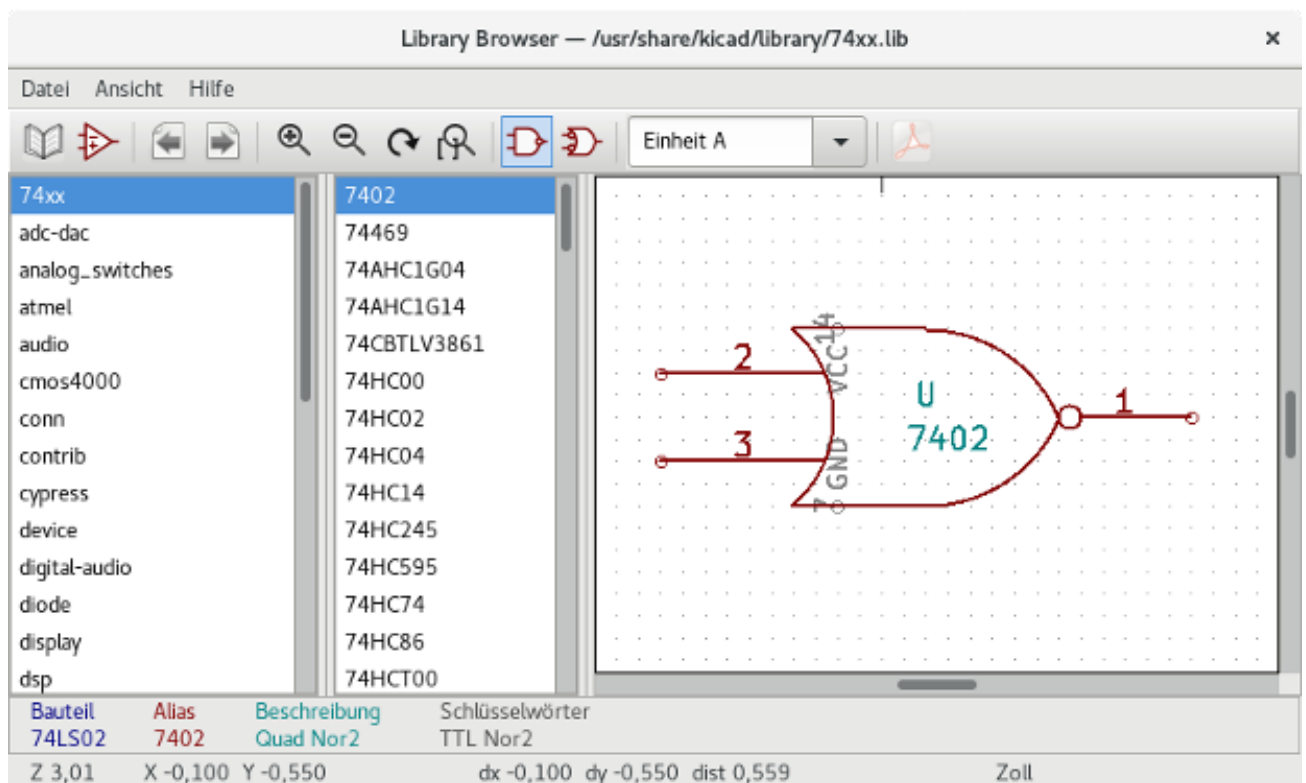 Library Browser — /usr/share/kicad/library/74xx.lib ×
Datei Ansicht Hilfe
Einheit A
74xx
adc-dac
analog_switches
atmel
audio
cmos4000
conn
contrib
cypress
device
digital-audio
diode
display
dsp
7402
74469
74AHC1G04
74AHC1G14
74CBTLV3861
74HC00
74HC02
74HC04
74HC14
74HC245
74HC595
74HC74
74HC86
74HCT00
14
VCC
2
U
7402
1
3
GND
7
Bauteil Alias Beschreibung Schlüsselwörter
74LS02 7402 Quad Nor2 TTL Nor2
Z 3,01 X -0,100 Y -0,550 dx -0,100 dy -0,550 dist 0,559 Zoll